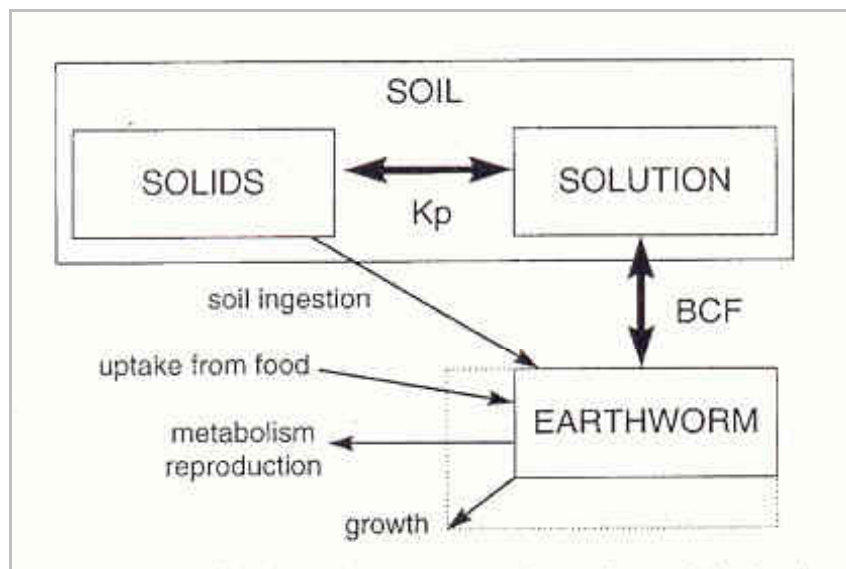 SOIL
SOLIDS
SOLUTION
Kp
soil ingestion
BCF
uptake from food
EARTHWORM
metabolism
reproduction
growth